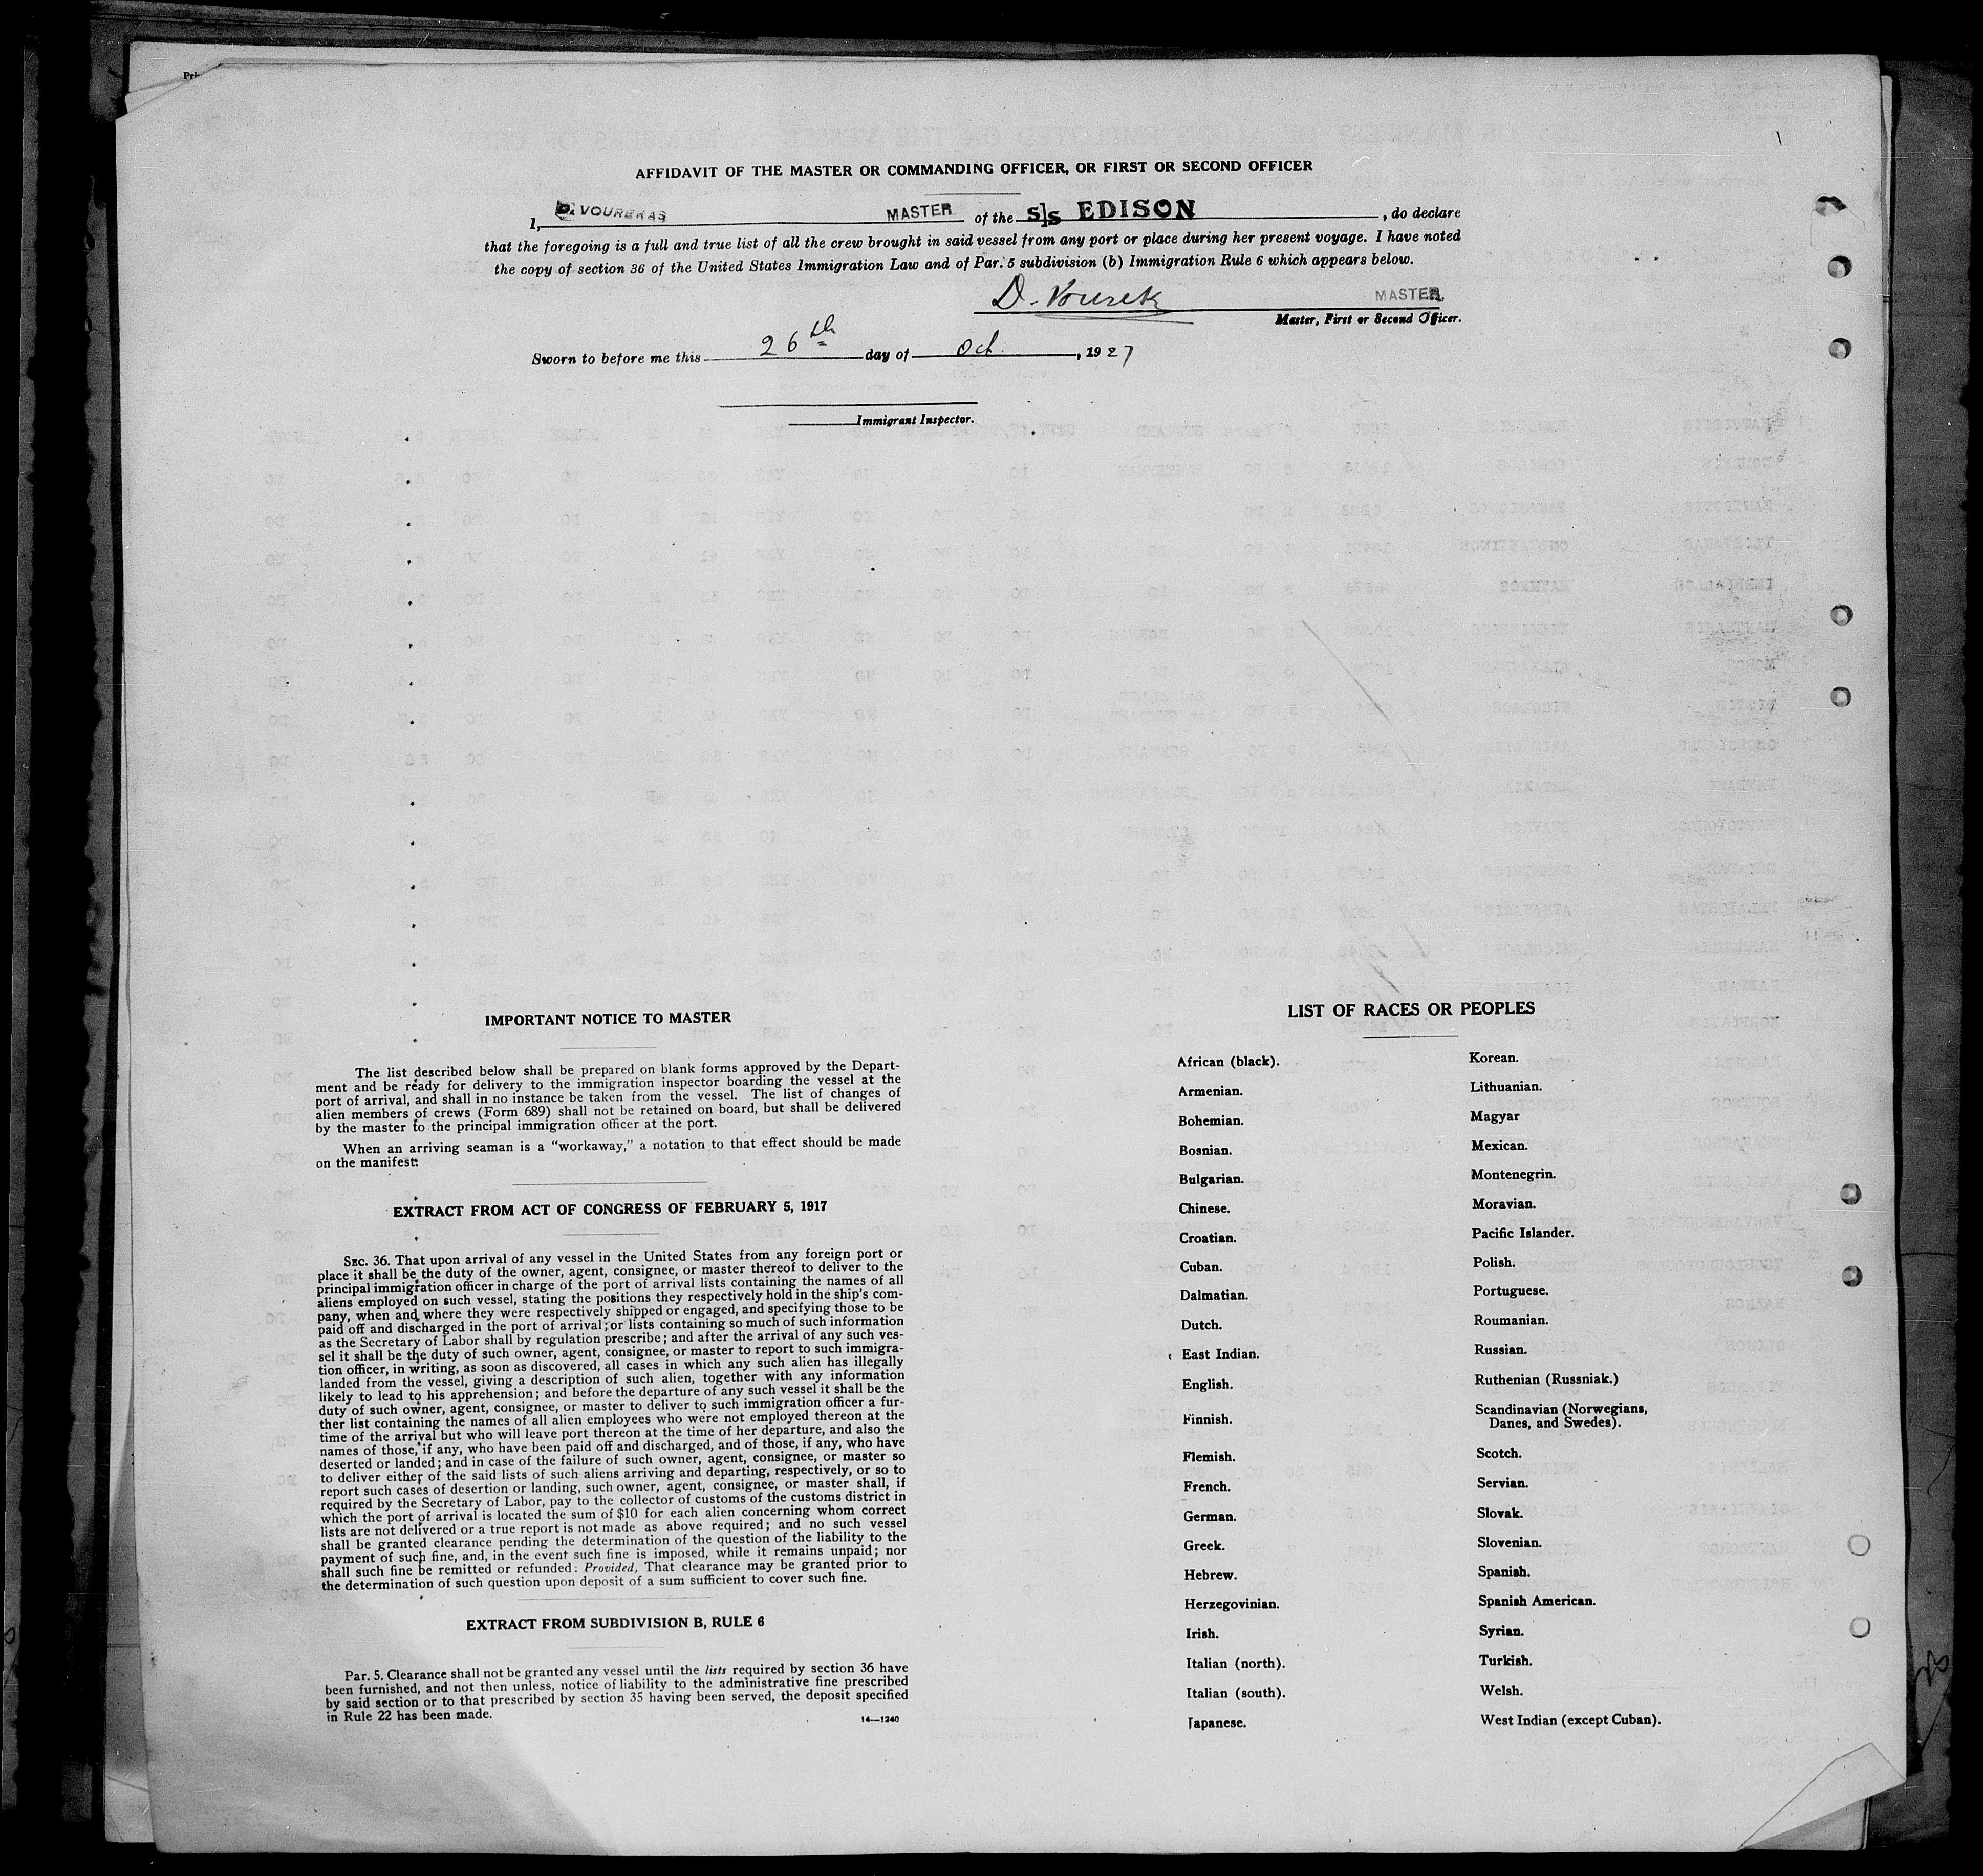 AFFIDAVIT OF THE MASTER OR COMMANDING OFFICER, OR FIRST OR SECOND OFFICER
I, D. VOUREKAS MASTER of the S/S EDISON, do declare
that the foregoing is a full and true list of all the crew brought in said vessel from any port or place during her present voyage. I have noted
the copy of section 36 of the United States Immigration Law and of Par. 5 subdivision (b) Immigration Rule 6 which appears below.
D. Vourek MASTER
Master, First or Second Officer.
Sworn to before me this 26th day of Oct., 1927
Immigrant Inspector.
IMPORTANT NOTICE TO MASTER
The list described below shall be prepared on blank forms approved by the Depart-
ment and be ready for delivery to the immigration inspector boarding the vessel at the
port of arrival, and shall in no instance be taken from the vessel. The list of changes of
alien members of crews (Form 689) shall not be retained on board, but shall be delivered
by the master to the principal immigration officer at the port.
When an arriving seaman is a "workaway," a notation to that effect should be made
on the manifest.
EXTRACT FROM ACT OF CONGRESS OF FEBRUARY 5, 1917
SEC. 36. That upon arrival of any vessel in the United States from any foreign port or
place it shall be the duty of the owner, agent, consignee, or master thereof to deliver to the
principal immigration officer in charge of the port of arrival lists containing the names of all
aliens employed on such vessel, stating the positions they respectively hold in the ship's com-
pany, when and where they were respectively shipped or engaged, and specifying those to be
paid off and discharged in the port of arrival; or lists containing so much of such information
as the Secretary of Labor shall by regulation prescribe; and after the arrival of any such ves-
sel it shall be the duty of such owner, agent, consignee, or master to report to such immigra-
tion officer, in writing, as soon as discovered, all cases in which any such alien has illegally
landed from the vessel, giving a description of such alien, together with any information
likely to lead to his apprehension; and before the departure of any such vessel it shall be the
duty of such owner, agent, consignee, or master to deliver to such immigration officer a fur-
ther list containing the names of all alien employees who were not employed thereon at the
time of the arrival but who will leave port thereon at the time of her departure, and also the
names of those, if any, who have been paid off and discharged, and of those, if any, who have
deserted or landed; and in case of the failure of such owner, agent, consignee, or master so
to deliver either of the said lists of such aliens arriving and departing, respectively, or so to
report such cases of desertion or landing, such owner, agent, consignee, or master shall, if
required by the Secretary of Labor, pay to the collector of customs of the customs district in
which the port of arrival is located the sum of $10 for each alien concerning whom correct
lists are not delivered or a true report is not made as above required; and no such vessel
shall be granted clearance pending the determination of the question of the liability to the
payment of such fine, and, in the event such fine is imposed, while it remains unpaid; nor
shall such fine be remitted or refunded: Provided, That clearance may be granted prior to
the determination of such question upon deposit of a sum sufficient to cover such fine.
EXTRACT FROM SUBDIVISION B, RULE 6
Par. 5. Clearance shall not be granted any vessel until the lists required by section 36 have
been furnished, and not then unless, notice of liability to the administrative fine prescribed
by said section or to that prescribed by section 35 having been served, the deposit specified
in Rule 22 has been made.
14—1240
LIST OF RACES OR PEOPLES
African (black).
Armenian.
Bohemian.
Bosnian.
Bulgarian.
Chinese.
Croatian.
Cuban.
Dalmatian.
Dutch.
East Indian.
English.
Finnish.
Flemish.
French.
German.
Greek.
Hebrew.
Herzegovinian.
Irish.
Italian (north).
Italian (south).
Japanese.
Korean.
Lithuanian.
Magyar
Mexican.
Montenegrin.
Moravian.
Pacific Islander.
Polish.
Portuguese.
Roumanian.
Russian.
Ruthenian (Russniak.)
Scandinavian (Norwegians,
Danes, and Swedes).
Scotch.
Servian.
Slovak.
Slovenian.
Spanish.
Spanish American.
Syrian.
Turkish.
Welsh.
West Indian (except Cuban).